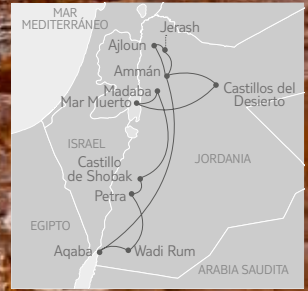 MAR
MEDITERRÁNEO
Jerash
Ajloun
Ammán
Madaba
Mar Muerto
Castillos del
Desierto
ISRAEL
Castillo
de Shobak
JORDANIA
Petra
EGIPTO
Aqaba
Wadi Rum
ARABIA SAUDITA